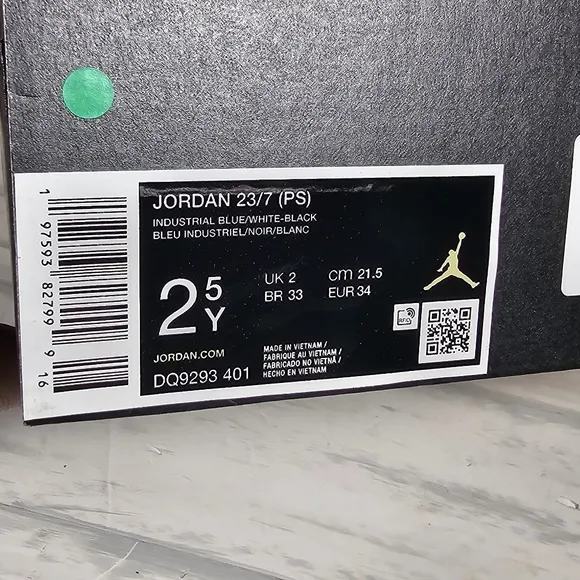 JORDAN 23/7 (PS)
INDUSTRIAL BLUE/WHITE-BLACK
BLEU INDUSTRIEL/NOIR/BLANC
2 5Y
UK 2 cm 21.5
BR 33 EUR 34
JORDAN.COM
DQ9293 401
MADE IN VIETNAM /
FABRIQUE AU VIETNAM /
FABRICADO NO VIETNÃ /
HECHO EN VIETNAM
1 97593 82799 9 16